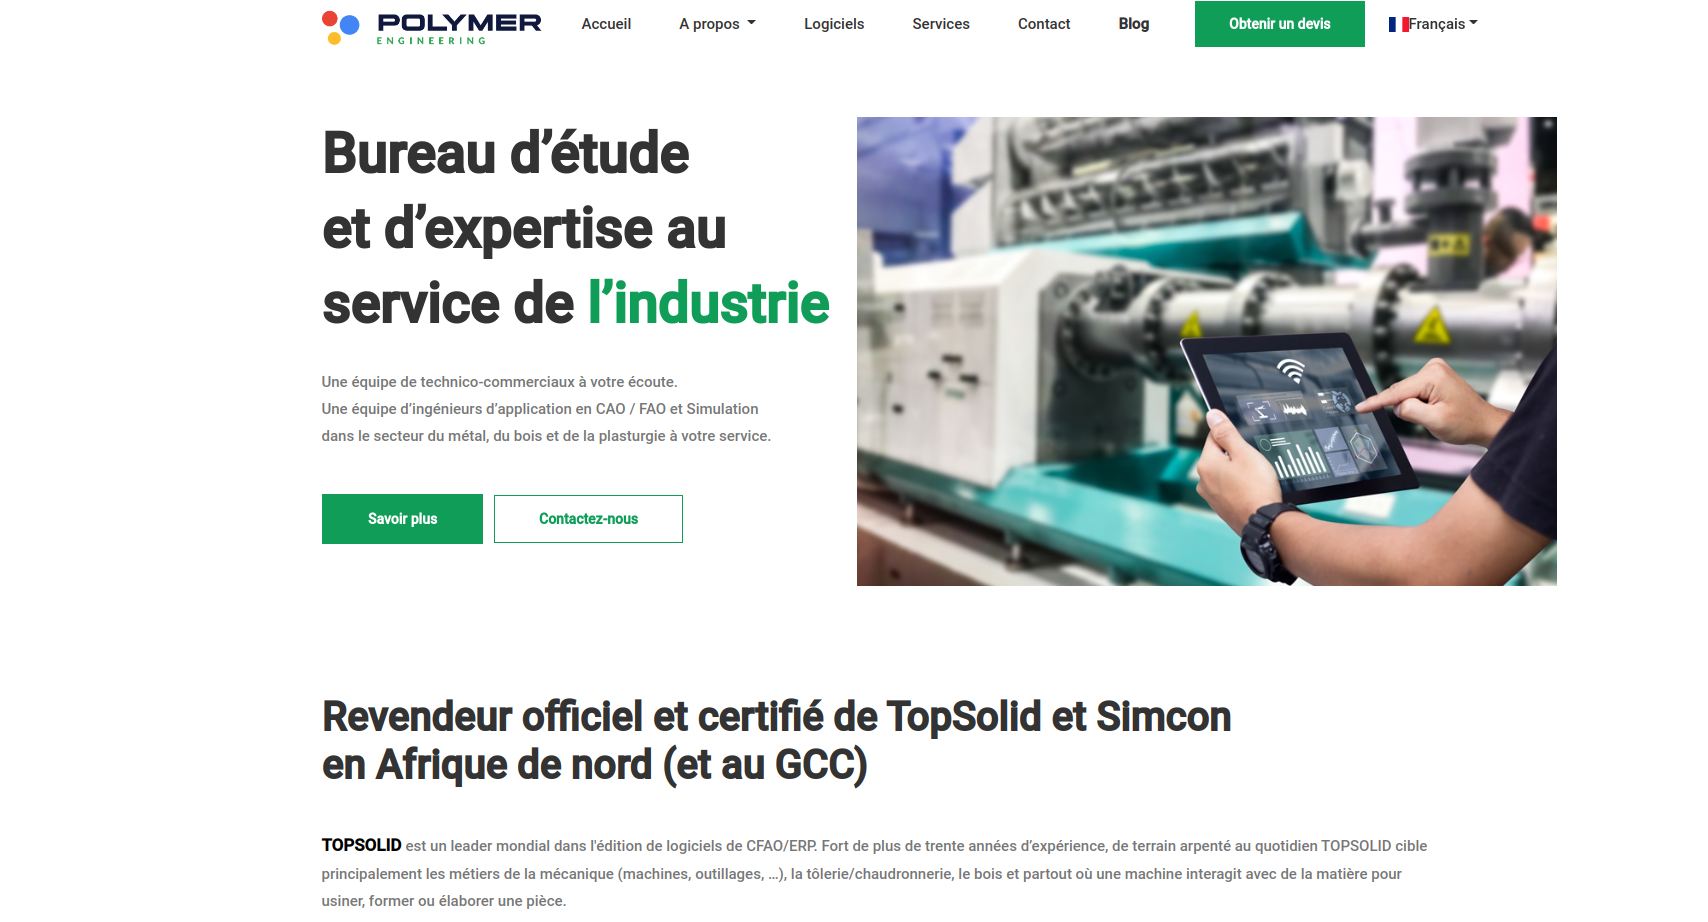 POLYMER
ENGINEERING
Accueil
A propos
Logiciels
Services
Contact
Blog
Obtenir un devis
Français
Bureau d’étude
et d’expertise au
service de l’industrie
Une équipe de technico-commerciaux à votre écoute.
Une équipe d’ingénieurs d’application en CAO / FAO et Simulation
dans le secteur du métal, du bois et de la plasturgie à votre service.
Savoir plus
Contactez-nous
Revendeur officiel et certifié de TopSolid et Simcon
en Afrique de nord (et au GCC)
TOPSOLID est un leader mondial dans l'édition de logiciels de CFAO/ERP. Fort de plus de trente années d’expérience, de terrain arpenté au quotidien TOPSOLID cible
principalement les métiers de la mécanique (machines, outillages, ...), la tôlerie/chaudronnerie, le bois et partout où une machine interagit avec de la matière pour
usiner, former ou élaborer une pièce.